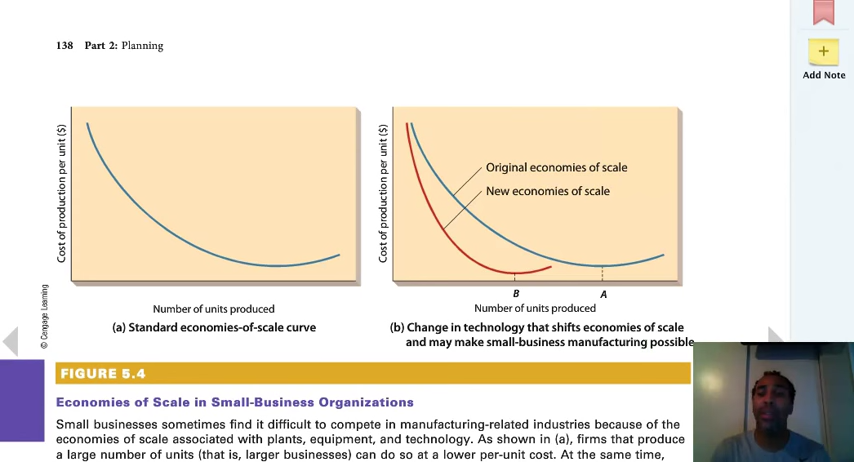 138 Part 2: Planning
Add Note
Cost of production per unit ($)
Number of units produced
(a) Standard economies-of-scale curve
Cost of production per unit ($)
Original economies of scale
New economies of scale
B A
Number of units produced
(b) Change in technology that shifts economies of scale
and may make small-business manufacturing possible
© Cengage Learning
FIGURE 5.4
Economies of Scale in Small-Business Organizations
Small businesses sometimes find it difficult to compete in manufacturing-related industries because of the
economies of scale associated with plants, equipment, and technology. As shown in (a), firms that produce
a large number of units (that is, larger businesses) can do so at a lower per-unit cost. At the same time,